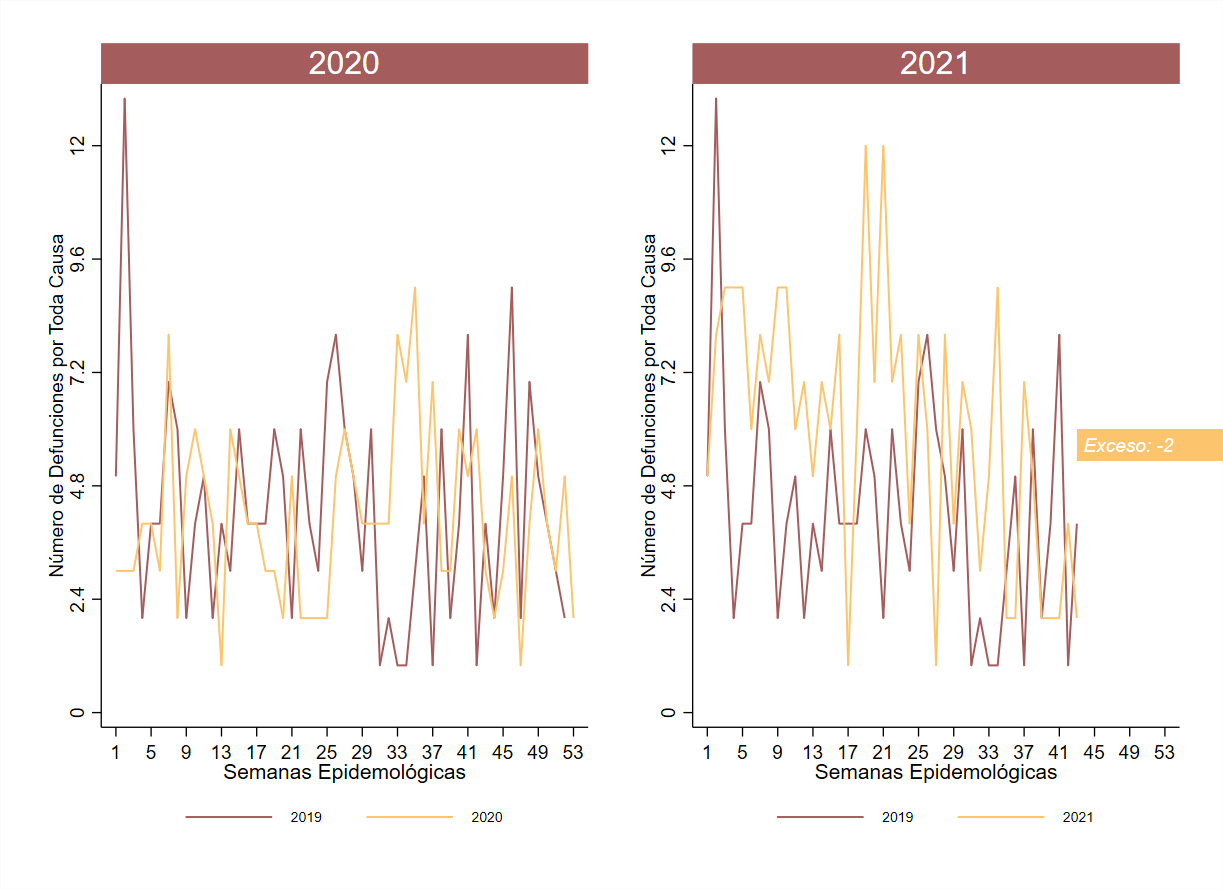 2020
2021
Número de Defunciones por Toda Causa
0
2.4
4.8
7.2
9.6
12
1 5 9 13 17 21 25 29 33 37 41 45 49 53
Semanas Epidemológicas
2019 2020
Número de Defunciones por Toda Causa
0
2.4
4.8
7.2
9.6
12
Exceso: -2
1 5 9 13 17 21 25 29 33 37 41 45 49 53
Semanas Epidemológicas
2019 2021